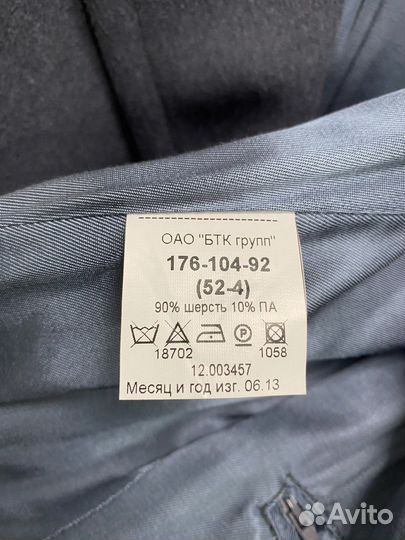 ОАО "БТК групп"
176-104-92
(52-4)
90% шерсть 10% ПА
18702 1058
12.003457
Месяц и год изг. 06.13
Avito